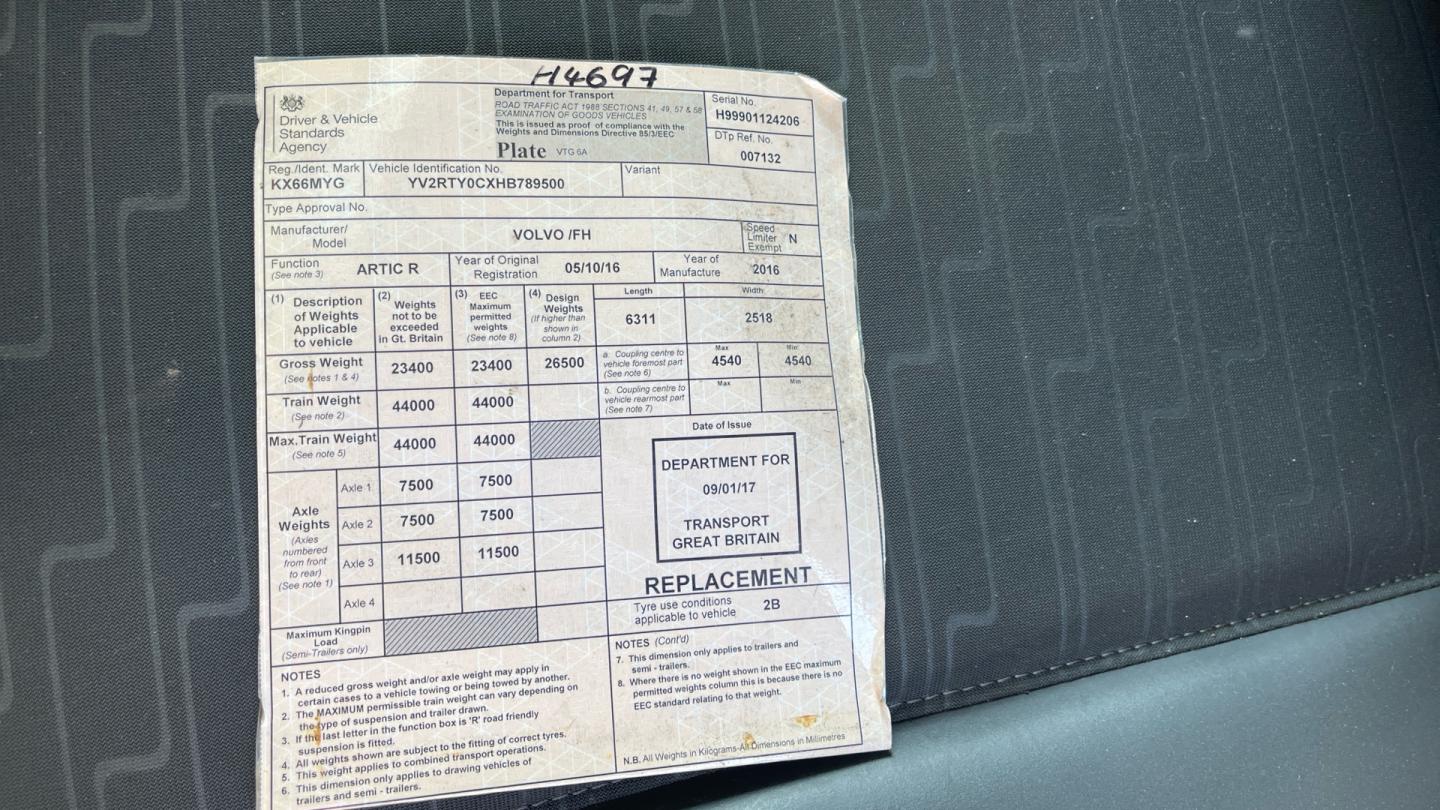 H4697
Driver & Vehicle
Standards
Agency
Department for Transport
ROAD TRAFFIC ACT 1988 SECTIONS 41, 49, 57 & 58
EXAMINATION OF GOODS VEHICLES
This is issued as proof of compliance with the
Weights and Dimensions Directive 85/3/EEC
Plate VTG 6A
Serial No.
H99901124206
DTp Ref. No.
007132
Reg./Ident. Mark
KX66MYG
Vehicle Identification No.
YV2RTY0CXHB789500
Variant
Type Approval No.
Manufacturer/
Model
VOLVO /FH
Speed
Limiter
Exempt
N
Function
(See note 3)
ARTIC R
Year of Original
Registration
05/10/16
Year of
Manufacture
2016
(1) Description
of Weights
Applicable
to vehicle
(2) Weights
not to be
exceeded
in Gt. Britain
(3) EEC
Maximum
permitted
weights
(See note 8)
(4) Design
Weights
(If higher than
shown in
column 2)
Length
6311
Width
2518
Gross Weight
(See notes 1 & 4)
23400
23400
26500
a. Coupling centre to
vehicle foremost part
(See note 6)
Max
4540
Min
4540
Train Weight
(See note 2)
44000
44000
b. Coupling centre to
vehicle rearmost part
(See note 7)
Max
Min
Max.Train Weight
(See note 5)
44000
44000
Axle
Weights
(Axles
numbered
from front
to rear)
(See note 1)
Axle 1
7500
7500
Axle 2
7500
7500
Axle 3
11500
11500
Axle 4
Maximum Kingpin
Load
(Semi-Trailers only)
Date of Issue
DEPARTMENT FOR
09/01/17
TRANSPORT
GREAT BRITAIN
REPLACEMENT
Tyre use conditions
applicable to vehicle
2B
NOTES
1. A reduced gross weight and/or axle weight may apply in
certain cases to a vehicle towing or being towed by another.
2. The MAXIMUM permissible train weight can vary depending on
the type of suspension and trailer drawn.
3. If the last letter in the function box is 'R' road friendly
suspension is fitted.
4. All weights shown are subject to the fitting of correct tyres.
5. This weight applies to combined transport operations.
6. This dimension only applies to drawing vehicles of
trailers and semi - trailers.
NOTES (Cont'd)
7. This dimension only applies to trailers and
semi - trailers.
8. Where there is no weight shown in the EEC maximum
permitted weights column this is because there is no
EEC standard relating to that weight.
N.B. All Weights in Kilograms-All Dimensions in Millimetres